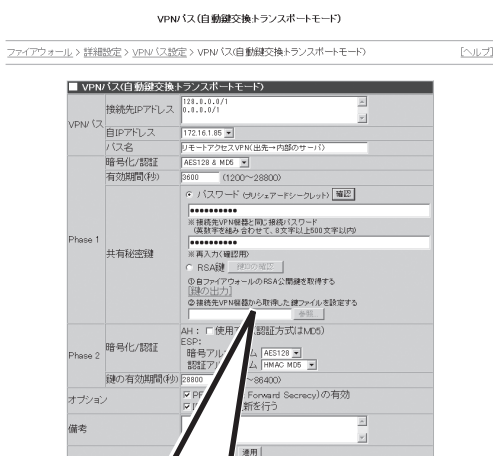 VPNパス(自動鍵交換トランスポートモード)
ファイアウォール > 詳細設定 > VPNパス設定 > VPNパス(自動鍵交換トランスポートモード) [ヘルプ]
■ VPNパス(自動鍵交換トランスポートモード)
VPNパス
接続先IPアドレス
128.0.0.0/1
0.0.0.0/1
自IPアドレス 172.16.1.85
パス名 リモートアクセスVPN(出先→内部のサーバ)
Phase 1
暗号化/認証 AES128 & MD5
有効期間(秒) 3600 (1200～28800)
共有秘密鍵
パスワード (プリシェアードシークレット) 確認
●●●●●●●●●●
※接続先VPN機器と同じ接続パスワード
(英数字を組み合わせて、8文字以上500文字以内)
●●●●●●●●●●
※再入力(確認用)
RSA鍵 鍵IDの確認
①自ファイアウォールのRSA公開鍵を取得する
[鍵の出力]
②接続先VPN機器から取得した鍵ファイルを設定する
参照...
Phase 2
暗号化/認証
AH: 使用 認証方式はMD5)
ESP:
暗号アル ム AES128
認証アル ム HMAC MD5
鍵の有効期間(秒) 28800 ～86400)
オプション
PF Forward Secrecy)の有効
新を行う
備考
適用